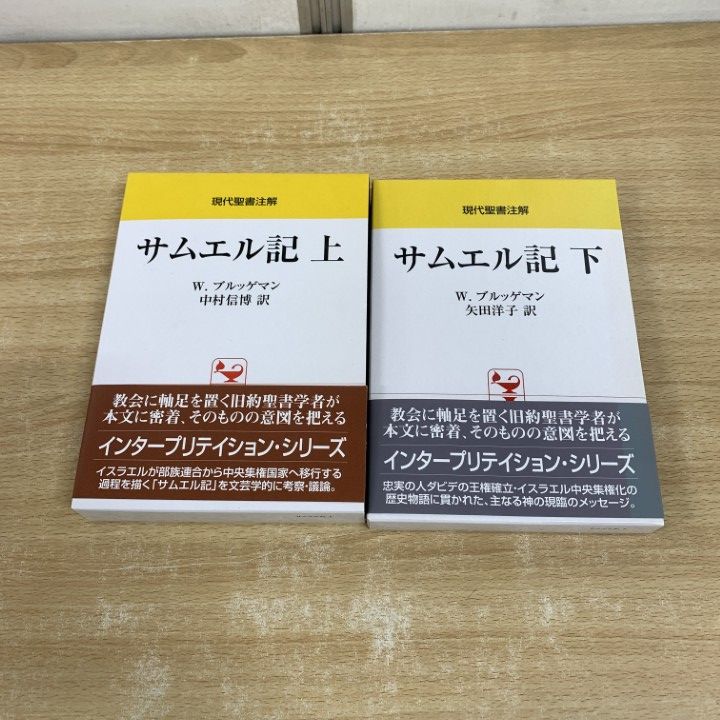 現代聖書注解
サムエル記 上
W. ブルッゲマン
中村信博 訳
教会に軸足を置く旧約聖書学者が
本文に密着、そのものの意図を把える
インタープリテイション・シリーズ
イスラエルが部族連合から中央集権国家へ移行する
過程を描く「サムエル記」を文芸学的に考察・議論。
現代聖書注解
サムエル記 下
W. ブルッゲマン
矢田洋子 訳
教会に軸足を置く旧約聖書学者が
本文に密着、そのものの意図を把える
インタープリテイション・シリーズ
忠実の人ダビデの王権確立・イスラエル中央集権化の
歴史物語に貫かれた、主なる神の現臨のメッセージ。